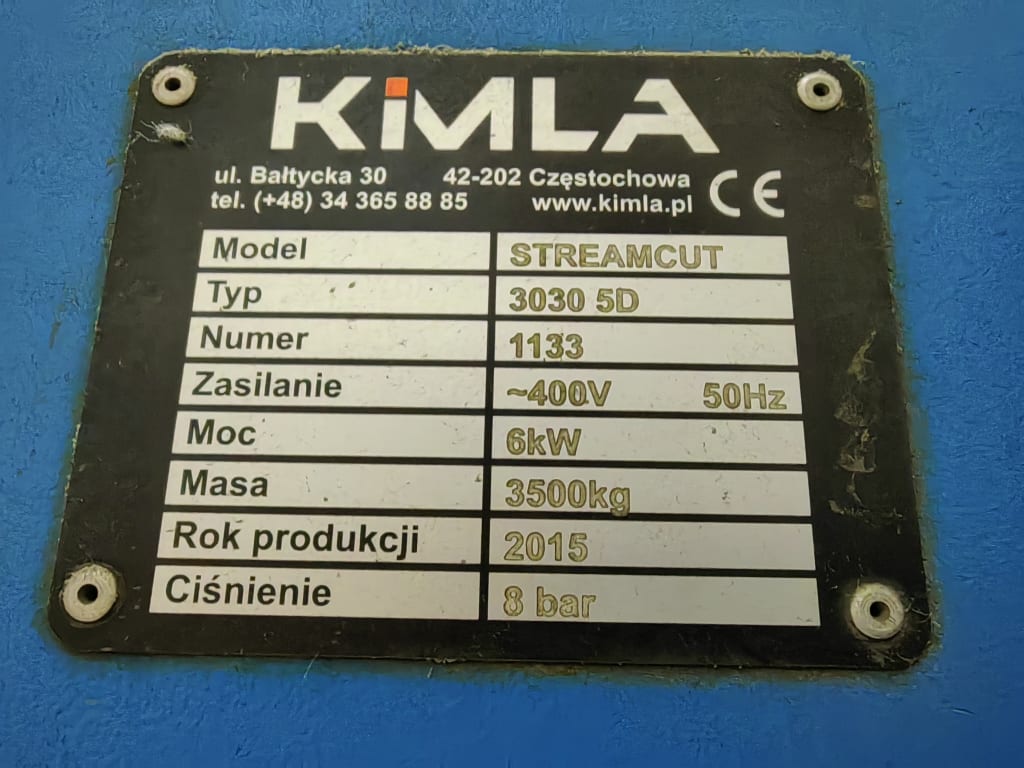 KiMLA
ul. Bałtycka 30 42-202 Częstochowa
tel. (+48) 34 365 88 85 www.kimla.pl CE
Model STREAMCUT
Typ 3030 5D
Numer 1133
Zasilanie ~400V 50Hz
Moc 6kW
Masa 3500kg
Rok produkcji 2015
Ciśnienie 8 bar